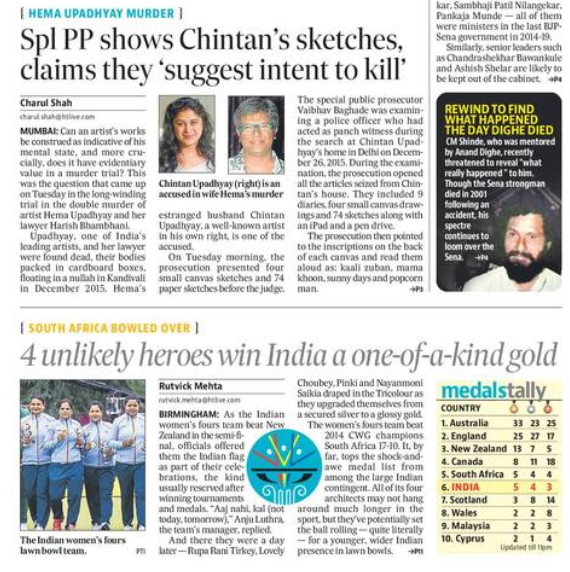 [ HEMA UPADHYAY MURDER ]
Spl PP shows Chintan's sketches,
claims they 'suggest intent to kill'
Charul Shah
charul.shah@htlive.com
MUMBAI: Can an artist's works
be construed as indicative of his
mental state, and more cru-
cially, does it have evidentiary
value in a murder trial? This
was the question that came up
on Tuesday in the long-winding
trial in the double murder of
artist Hema Upadhyay and her
lawyer Harish Bhambhani.
Upadhyay, one of India's
leading artists, and her lawyer
were found dead, their bodies
packed in cardboard boxes,
floating in a nullah in Kandivali
in December 2015. Hema's
Chintan Upadhyay (right) is an
accused in wife Hema's murder
estranged husband Chintan
Upadhyay, a well-known artist
in his own right, is one of the
accused.
On Tuesday morning, the
prosecution presented four
small canvas sketches and 74
paper sketches before the judge.
The special public prosecutor
Vaibhav Baghade was examin-
ing a police officer who had
acted as panch witness during
the search at Chintan Upad-
hyay's home in Delhi on Decem-
ber 26, 2015. During the exami-
nation, the prosecution opened
all the articles seized from Chin-
tan's house. They included 9
diaries, four small canvas draw-
ings and 74 sketches along with
an iPad and a pen drive.
The prosecution then pointed
to the inscriptions on the back
of each canvas and read them
aloud as: kaali zuban, mama
khoon, sunny days and popcorn
man. →P3
kar, Sambhaji Patil Nilangekar,
Pankaja Munde — all of them
were ministers in the last BJP-
Sena government in 2014-19.
Similarly, senior leaders such
as Chandrashekhar Bawankule
and Ashish Shelar are likely to
be kept out of the cabinet. →P4
REWIND TO FIND
WHAT HAPPENED
THE DAY DIGHE DIED
CM Shinde, who was mentored
by Anand Dighe, recently
threatened to reveal "what
really happened" to him.
Though the Sena strongman
died in 2001
following an
accident, his
spectre
continues to
loom over the
Sena. →P4
[ SOUTH AFRICA BOWLED OVER ]
4 unlikely heroes win India a one-of-a-kind gold
The Indian women's fours
lawn bowl team. PTI
Rutvick Mehta
rutvick.mehta@htlive.com
BIRMINGHAM: As the Indian
women's fours team beat New
Zealand in the semi-fi-
nal, officials offered
them the Indian flag
as part of their cele-
brations, the kind
usually reserved after
winning tournaments
and medals. "Aaj nahi, kal (not
today, tomorrow)," Anju Luthra,
the team's manager, replied.
And there they were a day
later — Rupa Rani Tirkey, Lovely
Choubey, Pinki and Nayanmoni
Saikia draped in the Tricolour as
they upgraded themselves from
a secured silver to a glossy gold.
The women's fours team beat
2014 CWG champions
South Africa 17-10. It, by
far, tops the shock-and-
awe medal list from
among the large Indian
contingent. All of its four
architects may not hang
around much longer in the
sport, but they've potentially set
the ball rolling — quite literally
— for a younger, wider Indian
presence in lawn bowls. →P11
medalstally
COUNTRY
1. Australia 33 23 25
2. England 25 27 17
3. New Zealand 13 7 5
4. Canada 8 11 18
5. South Africa 5 4 4
6. INDIA 5 4 3
7. Scotland 3 8 14
8. Wales 2 2 8
9. Malaysia 2 2 3
10. Cyprus 2 1 4
Updated till 11pm